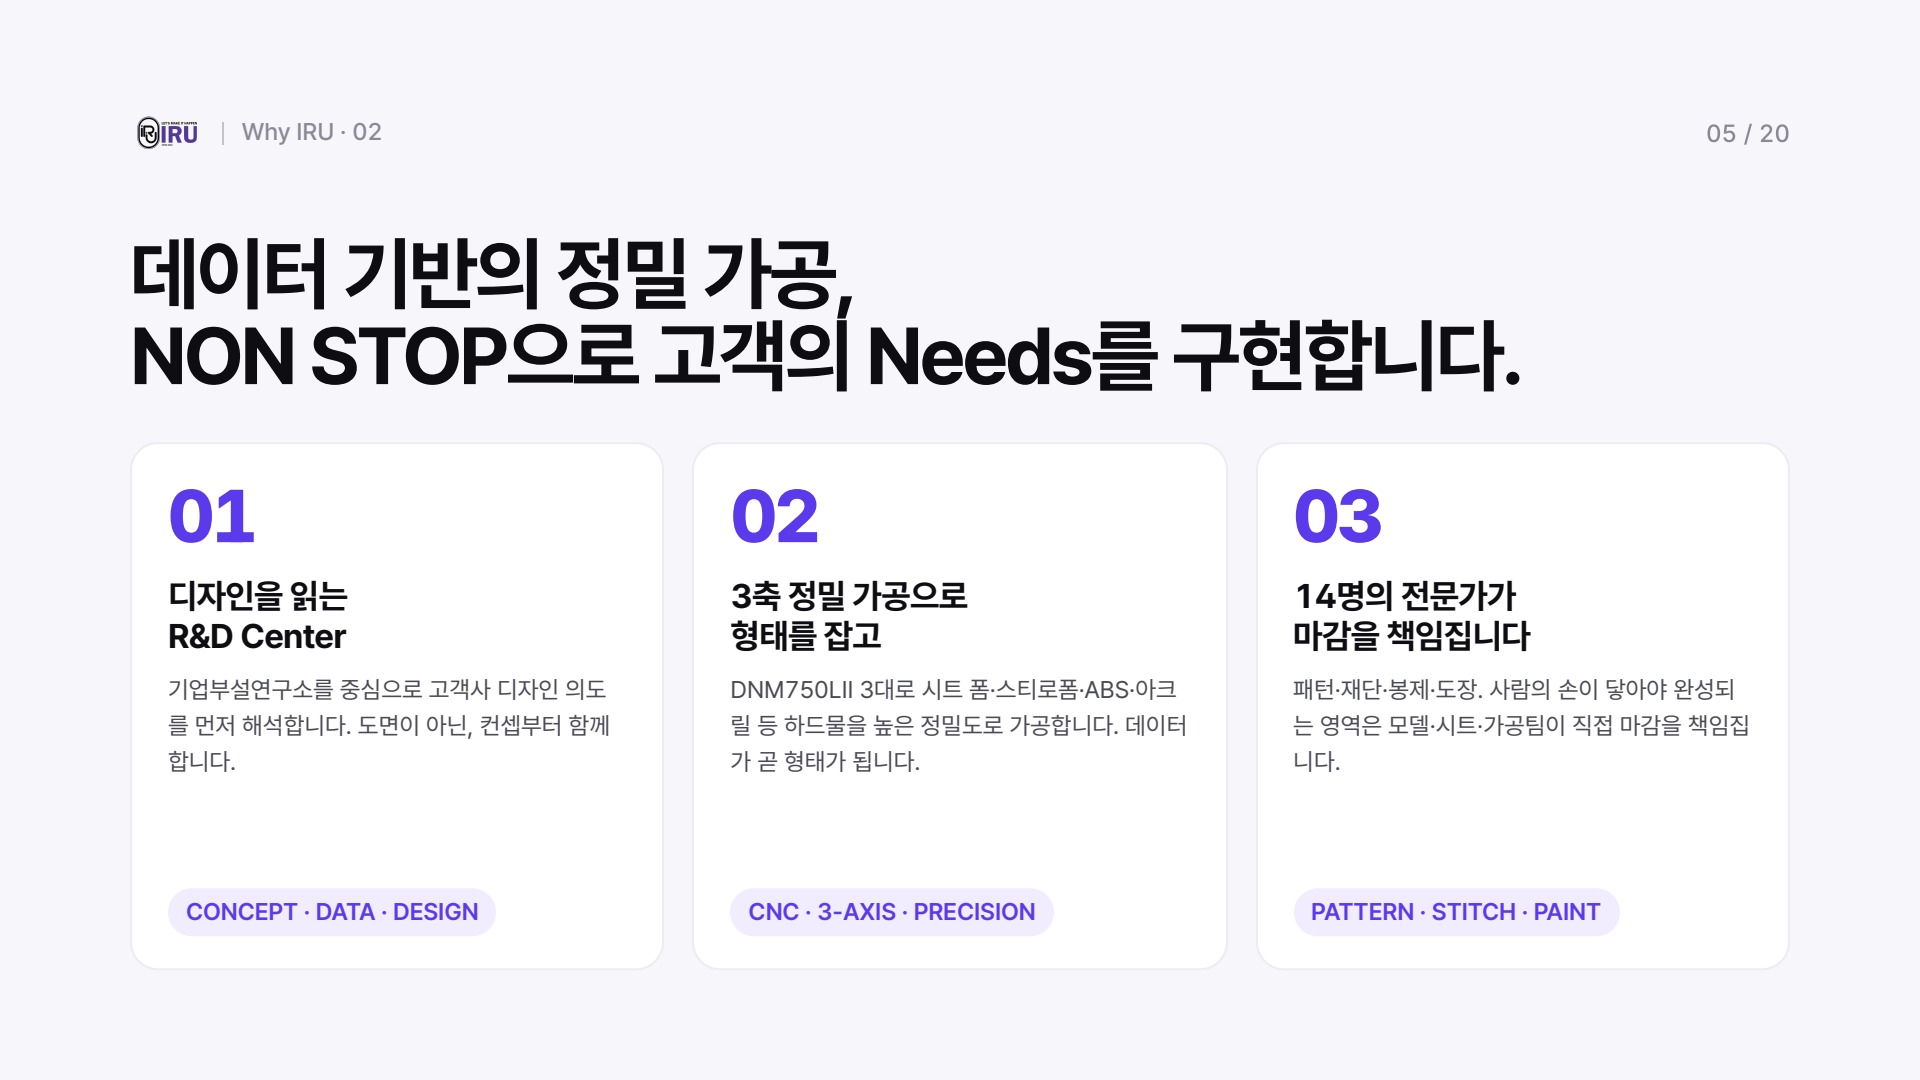 IRU
Why IRU · 02
05 / 20
데이터 기반의 정밀 가공,
NON STOP으로 고객의 Needs를 구현합니다.
01
디자인을 읽는
R&D Center
기업부설연구소를 중심으로 고객사 디자인 의도
를 먼저 해석합니다. 도면이 아닌, 컨셉부터 함께
합니다.
CONCEPT · DATA · DESIGN
02
3축 정밀 가공으로
형태를 잡고
DNM750LII 3대로 시트 폼·스티로폼·ABS·아크
릴 등 하드물을 높은 정밀도로 가공합니다. 데이터
가 곧 형태가 됩니다.
CNC · 3-AXIS · PRECISION
03
14명의 전문가가
마감을 책임집니다
패턴·재단·봉제·도장. 사람의 손이 닿아야 완성되
는 영역은 모델·시트·가공팀이 직접 마감을 책임집
니다.
PATTERN · STITCH · PAINT